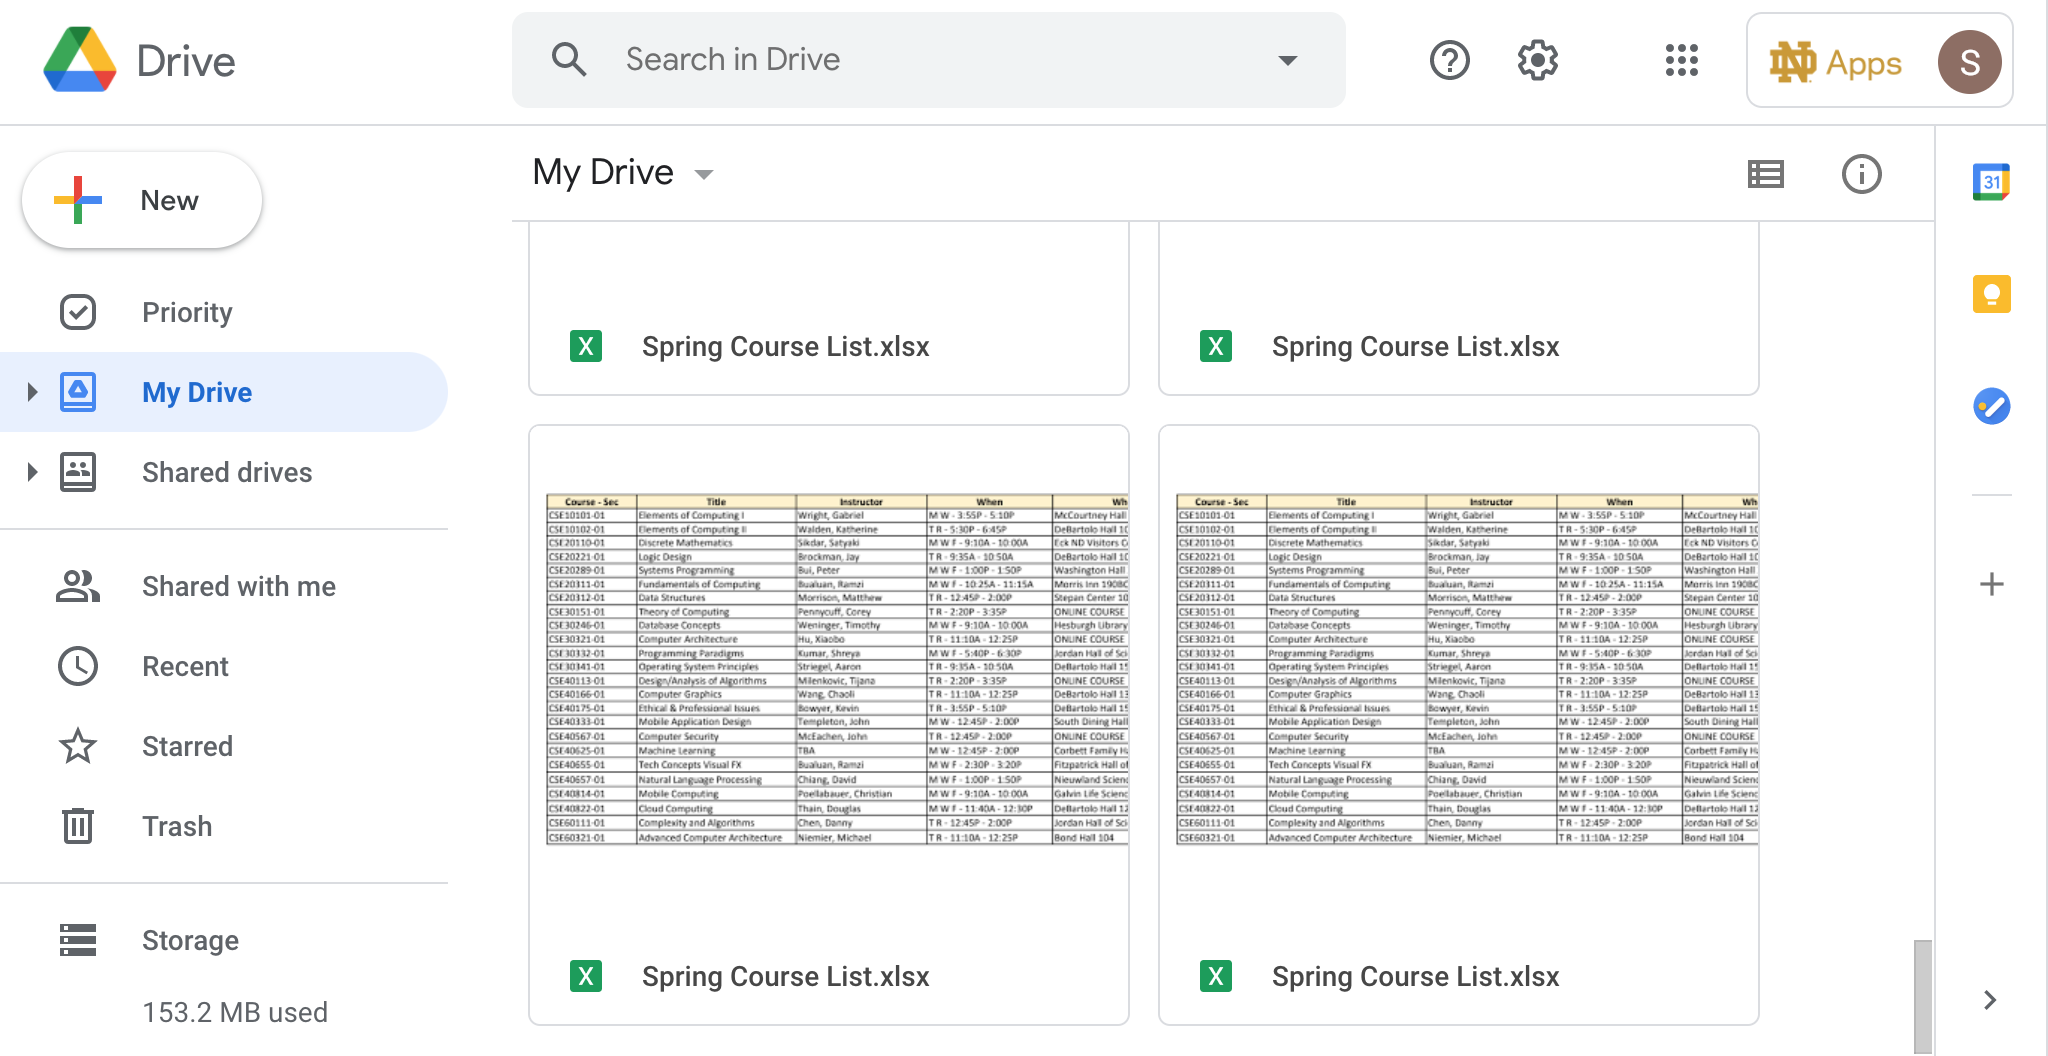 Drive
Search in Drive
Apps
S
New
Priority
My Drive
Shared drives
Shared with me
Recent
Starred
Trash
Storage
153.2 MB used
My Drive
31
X Spring Course List.xlsx
X Spring Course List.xlsx
Course - Sec Title Instructor When Wh
CSE10101-01 Elements of Computing I Wright, Gabriel M W - 3:55P - 5:10P McCourtney Hall
CSE10102-01 Elements of Computing II Walden, Katherine T R - 5:30P - 6:45P DeBartolo Hall 10
CSE20110-01 Discrete Mathematics Sikdar, Satyaki M W F - 9:10A - 10:00A Eck ND Visitors C
CSE20221-01 Logic Design Brockman, Jay T R - 9:35A - 10:50A DeBartolo Hall 10
CSE20289-01 Systems Programming Bui, Peter M W F - 1:00P - 1:50P Washington Hall
CSE20311-01 Fundamentals of Computing Bualuan, Ramzi M W F - 10:25A - 11:15A Morris Inn 1908C
CSE20312-01 Data Structures Morrison, Matthew T R - 12:45P - 2:00P Stepan Center 10
CSE30151-01 Theory of Computing Pennycuff, Corey T R - 2:20P - 3:35P ONLINE COURSE
CSE30246-01 Database Concepts Weninger, Timothy M W F - 9:10A - 10:00A Hesburgh Library
CSE30321-01 Computer Architecture Hu, Xiaobo T R - 11:10A - 12:25P ONLINE COURSE
CSE30332-01 Programming Paradigms Kumar, Shreya M W F - 5:40P - 6:30P Jordan Hall of Sci
CSE30341-01 Operating System Principles Striegel, Aaron T R - 9:35A - 10:50A DeBartolo Hall 15
CSE40113-01 Design/Analysis of Algorithms Milenkovic, Tijana T R - 2:20P - 3:35P ONLINE COURSE
CSE40166-01 Computer Graphics Wang, Chaoli T R - 11:10A - 12:25P DeBartolo Hall 13
CSE40175-01 Ethical & Professional Issues Bowyer, Kevin T R - 3:55P - 5:10P DeBartolo Hall 15
CSE40333-01 Mobile Application Design Templeton, John M W - 12:45P - 2:00P South Dining Hall
CSE40567-01 Computer Security McEachen, John T R - 12:45P - 2:00P ONLINE COURSE
CSE40625-01 Machine Learning TBA M W - 12:45P - 2:00P Corbett Family Ha
CSE40655-01 Tech Concepts Visual FX Bualuan, Ramzi M W F - 2:30P - 3:20P Fitzpatrick Hall of
CSE40657-01 Natural Language Processing Chiang, David M W F - 1:00P - 1:50P Nieuwland Scienc
CSE40814-01 Mobile Computing Poellabauer, Christian M W F - 9:10A - 10:00A Galvin Life Scienc
CSE40822-01 Cloud Computing Thain, Douglas M W F - 11:40A - 12:30P DeBartolo Hall 12
CSE60111-01 Complexity and Algorithms Chen, Danny T R - 12:45P - 2:00P Jordan Hall of Sci
CSE60321-01 Advanced Computer Architecture Niemier, Michael T R - 11:10A - 12:25P Bond Hall 104
X Spring Course List.xlsx
Course - Sec Title Instructor When Wh
CSE10101-01 Elements of Computing I Wright, Gabriel M W - 3:55P - 5:10P McCourtney Hall
CSE10102-01 Elements of Computing II Walden, Katherine T R - 5:30P - 6:45P DeBartolo Hall 10
CSE20110-01 Discrete Mathematics Sikdar, Satyaki M W F - 9:10A - 10:00A Eck ND Visitors C
CSE20221-01 Logic Design Brockman, Jay T R - 9:35A - 10:50A DeBartolo Hall 10
CSE20289-01 Systems Programming Bui, Peter M W F - 1:00P - 1:50P Washington Hall
CSE20311-01 Fundamentals of Computing Bualuan, Ramzi M W F - 10:25A - 11:15A Morris Inn 1908C
CSE20312-01 Data Structures Morrison, Matthew T R - 12:45P - 2:00P Stepan Center 10
CSE30151-01 Theory of Computing Pennycuff, Corey T R - 2:20P - 3:35P ONLINE COURSE
CSE30246-01 Database Concepts Weninger, Timothy M W F - 9:10A - 10:00A Hesburgh Library
CSE30321-01 Computer Architecture Hu, Xiaobo T R - 11:10A - 12:25P ONLINE COURSE
CSE30332-01 Programming Paradigms Kumar, Shreya M W F - 5:40P - 6:30P Jordan Hall of Sci
CSE30341-01 Operating System Principles Striegel, Aaron T R - 9:35A - 10:50A DeBartolo Hall 15
CSE40113-01 Design/Analysis of Algorithms Milenkovic, Tijana T R - 2:20P - 3:35P ONLINE COURSE
CSE40166-01 Computer Graphics Wang, Chaoli T R - 11:10A - 12:25P DeBartolo Hall 13
CSE40175-01 Ethical & Professional Issues Bowyer, Kevin T R - 3:55P - 5:10P DeBartolo Hall 15
CSE40333-01 Mobile Application Design Templeton, John M W - 12:45P - 2:00P South Dining Hall
CSE40567-01 Computer Security McEachen, John T R - 12:45P - 2:00P ONLINE COURSE
CSE40625-01 Machine Learning TBA M W - 12:45P - 2:00P Corbett Family Ha
CSE40655-01 Tech Concepts Visual FX Bualuan, Ramzi M W F - 2:30P - 3:20P Fitzpatrick Hall of
CSE40657-01 Natural Language Processing Chiang, David M W F - 1:00P - 1:50P Nieuwland Scienc
CSE40814-01 Mobile Computing Poellabauer, Christian M W F - 9:10A - 10:00A Galvin Life Scienc
CSE40822-01 Cloud Computing Thain, Douglas M W F - 11:40A - 12:30P DeBartolo Hall 12
CSE60111-01 Complexity and Algorithms Chen, Danny T R - 12:45P - 2:00P Jordan Hall of Sci
CSE60321-01 Advanced Computer Architecture Niemier, Michael T R - 11:10A - 12:25P Bond Hall 104
X Spring Course List.xlsx